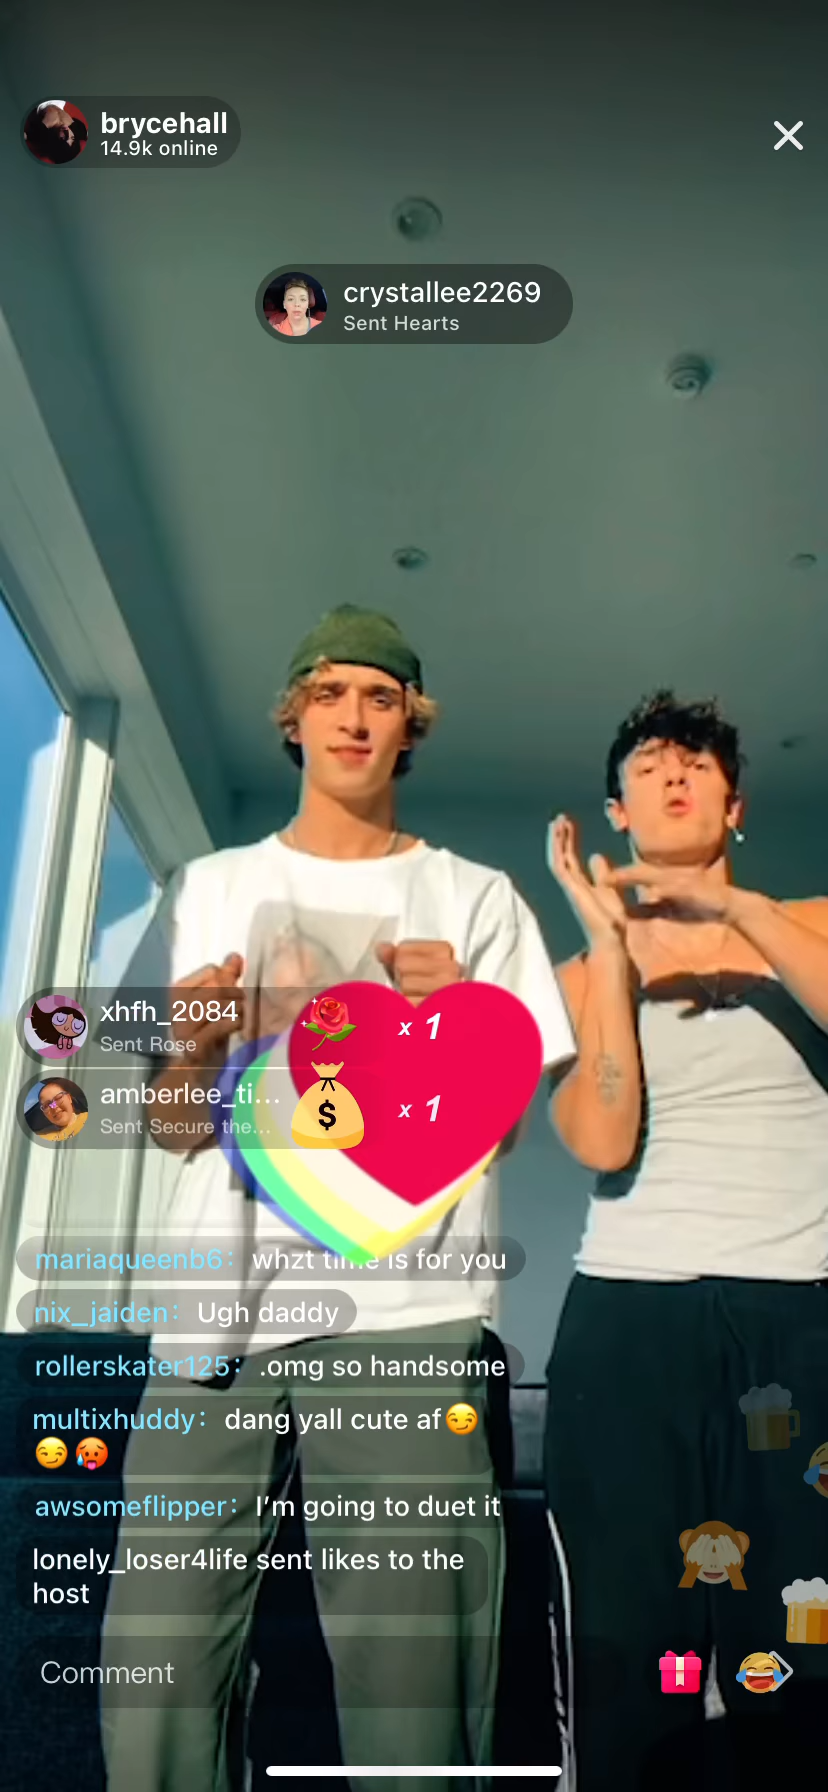 brycehall
14.9k online
crystallee2269
Sent Hearts
xhfh_2084
Sent Rose
x 1
amberlee_ti...
Sent Secure the...
$
x 1
mariaqueenb6: whzt time is for you
nix_jaiden: Ugh daddy
rollerskater125: .omg so handsome
multixhuddy: dang yall cute af😏
😏🥵
awsomeflipper: I'm going to duet it
lonely_loser4life sent likes to the
host
Comment